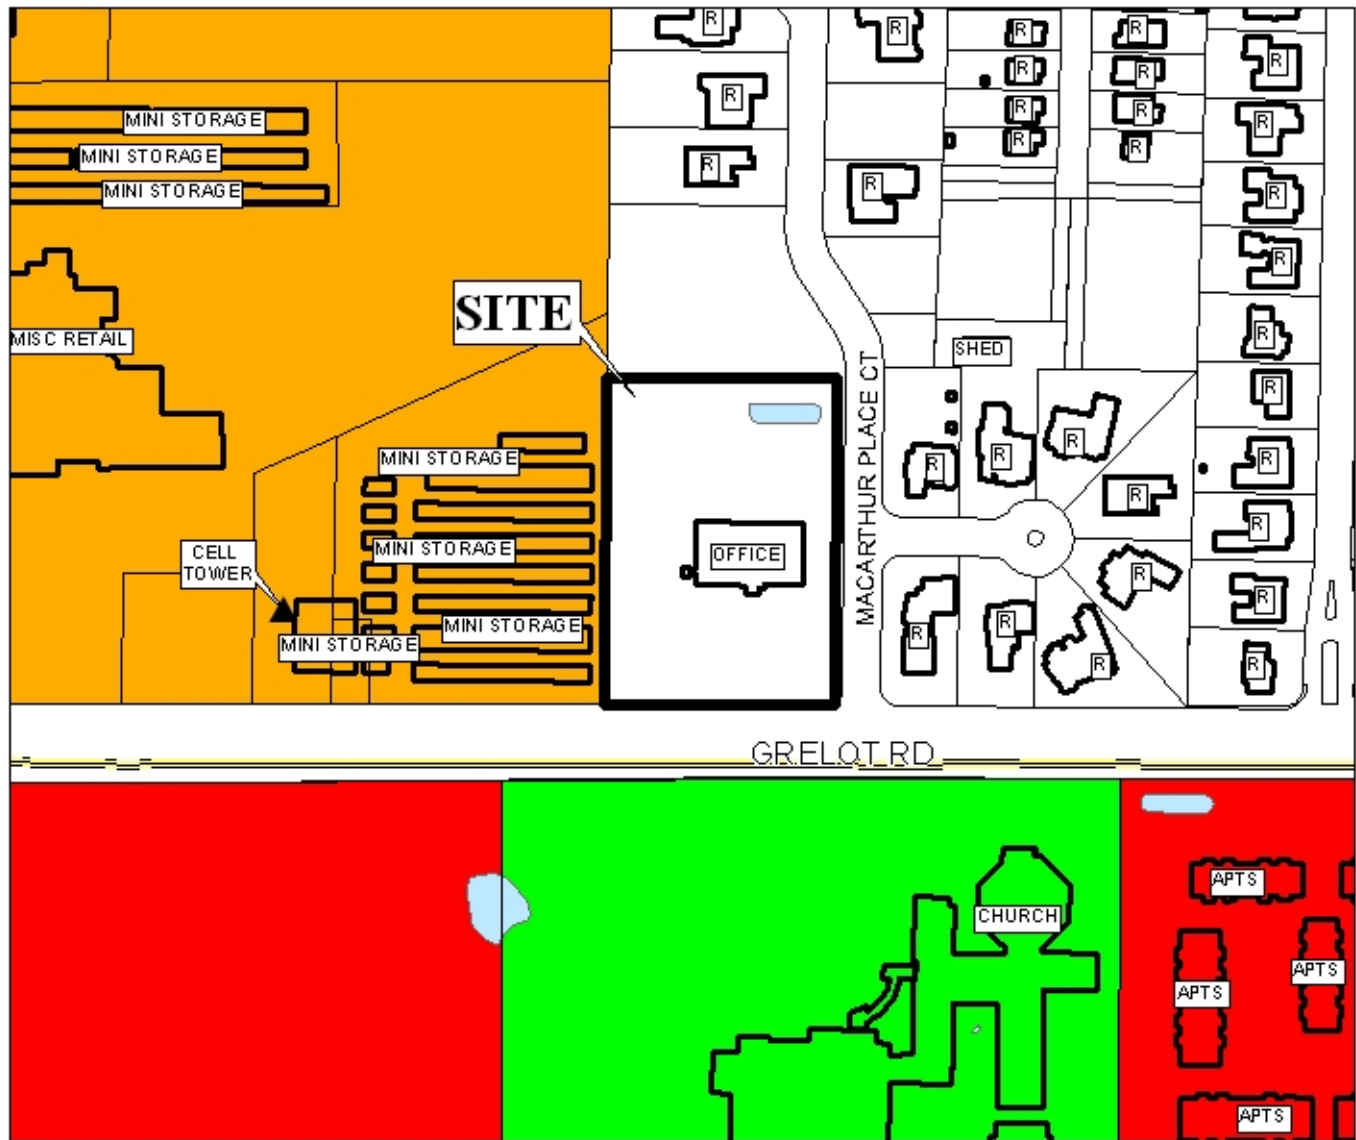 R
R
R
R
R
R
R
R
MINI STORAGE
R
R
R
R
MINI STORAGE
R
R
R
MINI STORAGE
R
R
R
SITE
MISC RETAIL
R
SHED
MACARTHUR PLACE CT
R
MINI STORAGE
R
R
R
R
R
MINI STORAGE
OFFICE
R
CELL
TOWER
R
R
MINI STORAGE
R
R
MINI STORAGE
R
R
GRELOT RD
APTS
CHURCH
APTS
APTS
APTS